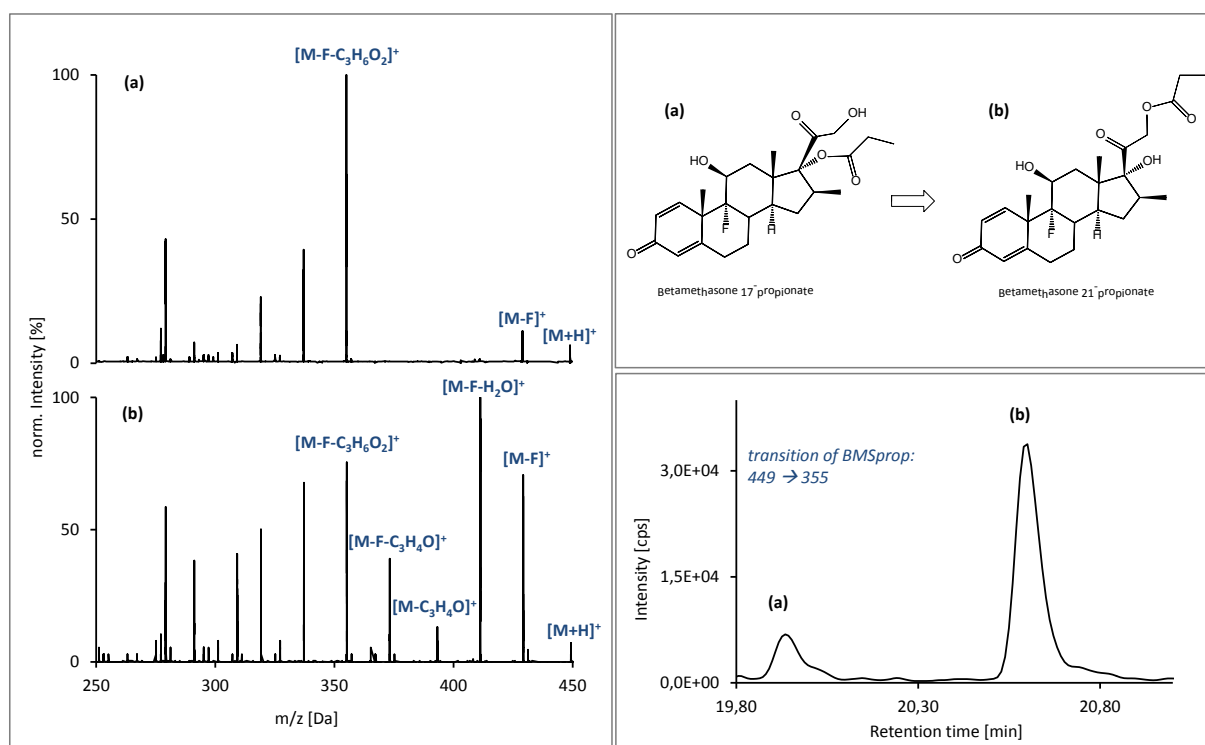 [M-F-C3H6O2]+
100
(a)
50
[M-F]+
[M+H]+
0
norm. Intensity [%]
[M-F-H2O]+
100
(b)
[M-F-C3H6O2]+
[M-F]+
50
[M-F-C3H4O]+
[M-C3H4O]+
[M+H]+
0
250 300 350 400 450
m/z [Da]
(a)
O
OH
HO
O
O
F
H
O
Betamethasone 17-propionate
(b)
O
O
O
HO
OH
F
H
O
Betamethasone 21-propionate
(b)
transition of BMSprop:
449 → 355
3,0E+04
Intensity [cps]
1,5E+04
(a)
0,0E+00
19,80 20,30 20,80
Retention time [min]